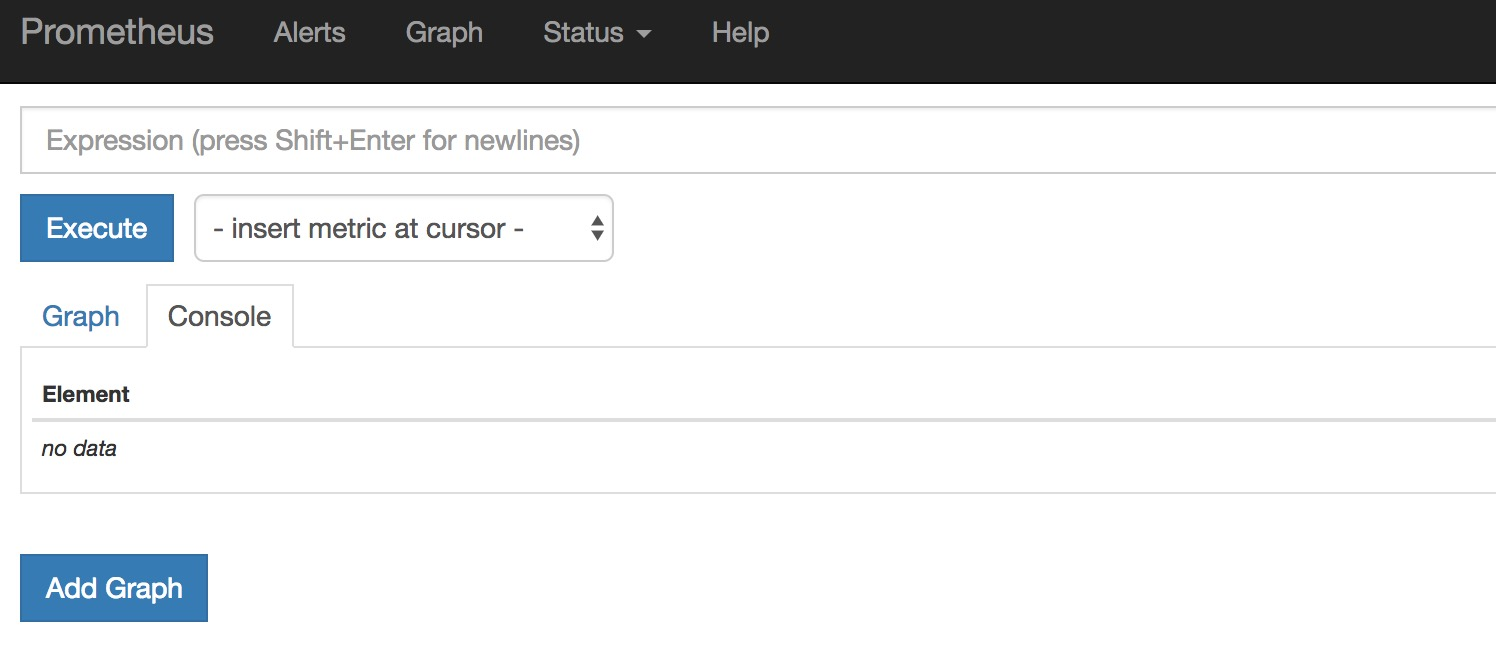 Prometheus Alerts Graph Status Help
Expression (press Shift+Enter for newlines)
Execute - insert metric at cursor -
Graph Console
Element
no data
Add Graph